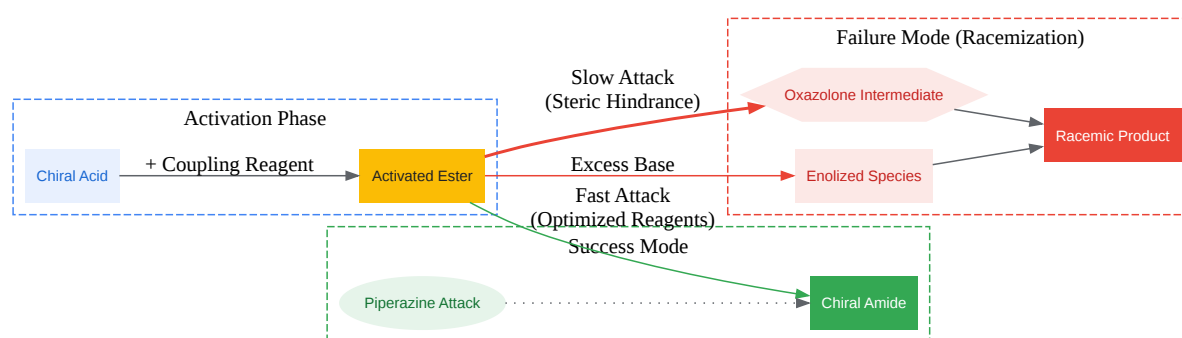 Failure Mode (Racemization)
Slow Attack
(Steric Hindrance)
Oxazolone Intermediate
Activation Phase
Racemic Product
Chiral Acid
+ Coupling Reagent
Activated Ester
Excess Base
Enolized Species
Fast Attack
(Optimized Reagents)
Success Mode
Piperazine Attack
Chiral Amide